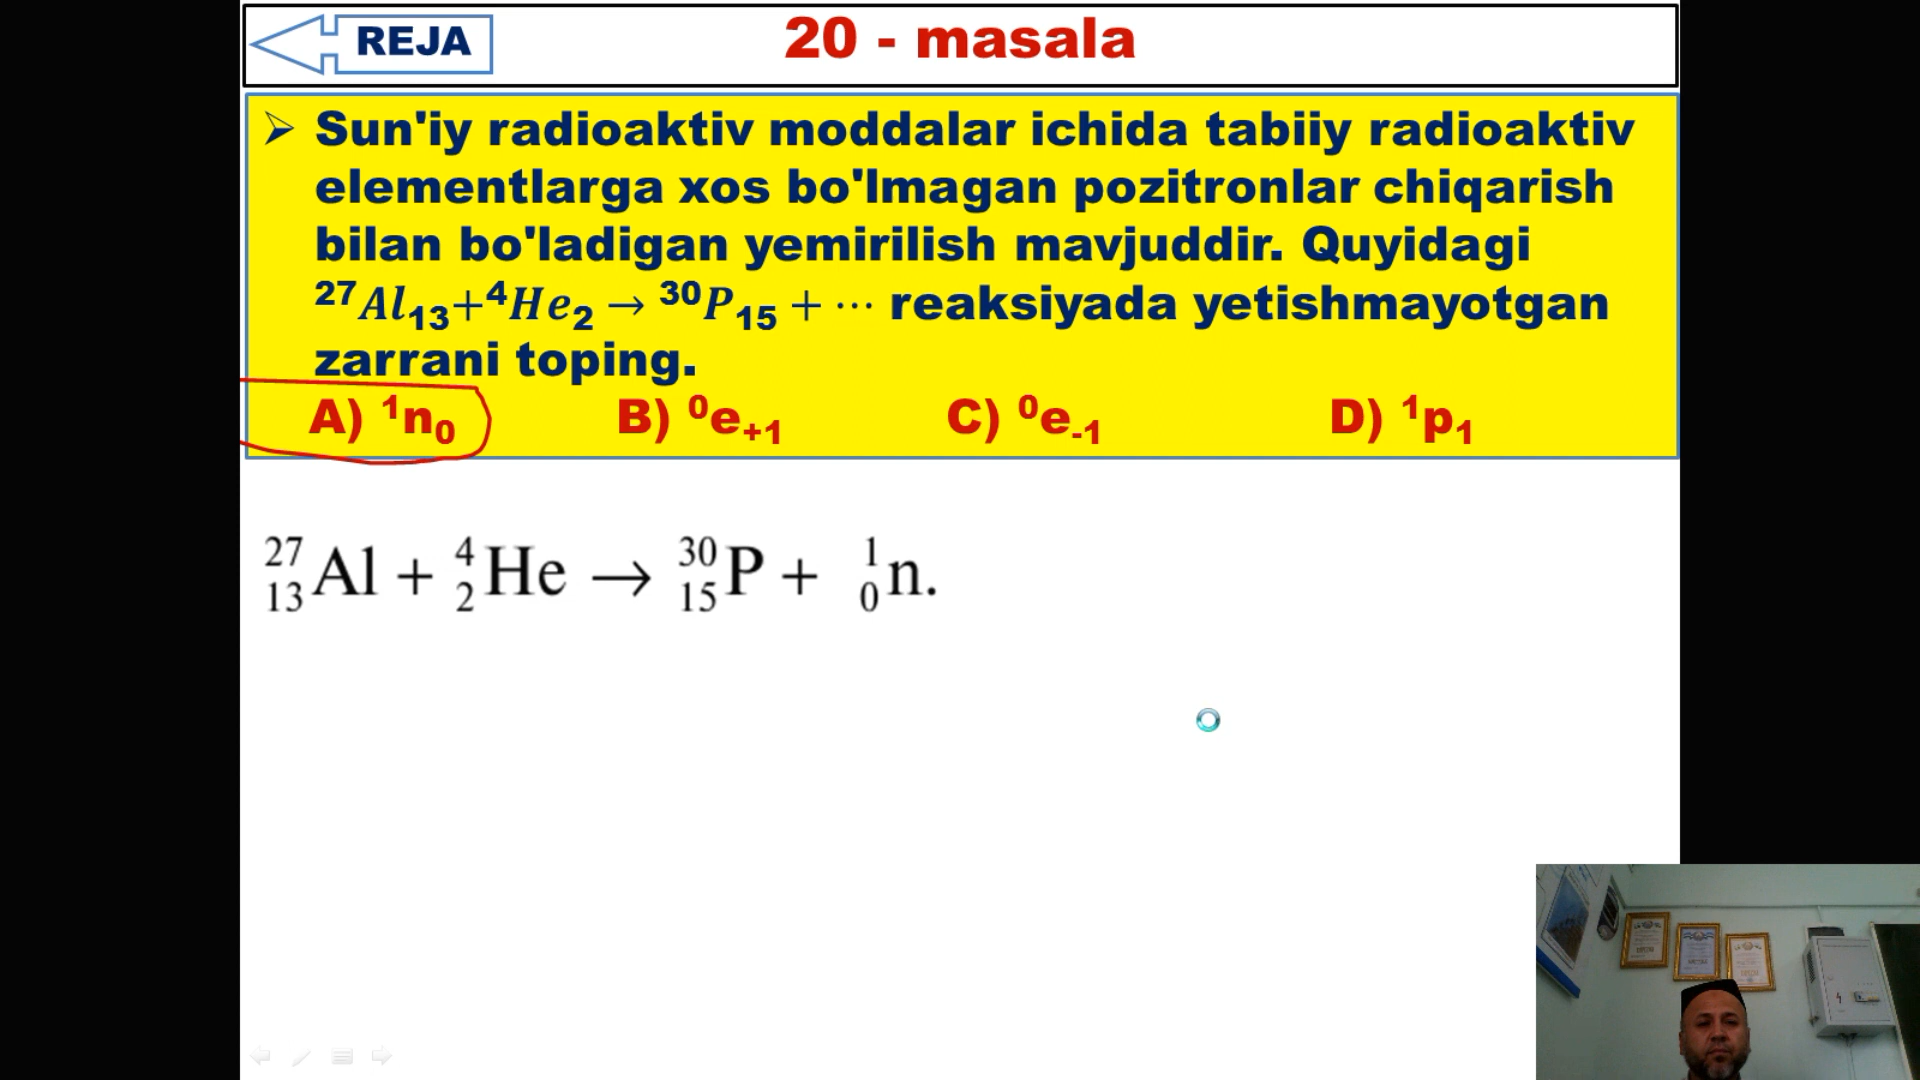 REJA
20 - masala
➢ Sun'iy radioaktiv moddalar ichida tabiiy radioaktiv
elementlarga xos bo'lmagan pozitronlar chiqarish
bilan bo'ladigan yemirilish mavjuddir. Quyidagi
²⁷Al₁₃+⁴He₂ → ³⁰P₁₅ + ⋯ reaksiyada yetishmayotgan
zarrani toping.
A) ¹n₀ B) ⁰e₊₁ C) ⁰e₋₁ D) ¹p₁
²⁷₁₃Al + ⁴₂He → ³⁰₁₅P + ¹₀n.